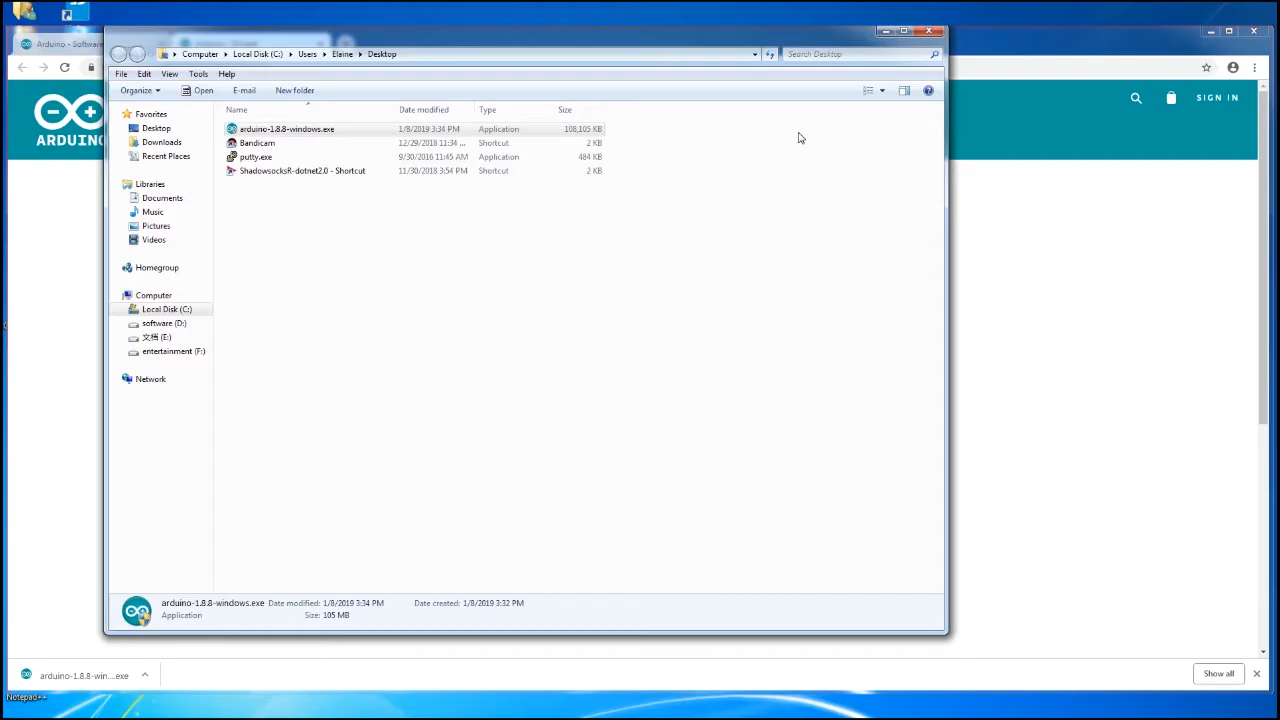 Arduino - Software
Computer Local Disk (C:) Users Elaine Desktop
Search Desktop
File Edit View Tools Help
Organize Open E-mail New folder
ARDUINO
SIGN IN
Favorites
Desktop
Downloads
Recent Places
Libraries
Documents
Music
Pictures
Videos
Homegroup
Computer
Local Disk (C:)
software (D:)
文档 (E:)
entertainment (F:)
Network
Name Date modified Type Size
arduino-1.8.8-windows.exe 1/8/2019 3:34 PM Application 108,105 KB
Bandicam 12/29/2018 11:34 ... Shortcut 2 KB
putty.exe 9/30/2016 11:45 AM Application 484 KB
ShadowsocksR-dotnet2.0 - Shortcut 11/30/2018 3:54 PM Shortcut 2 KB
arduino-1.8.8-windows.exe Date modified: 1/8/2019 3:34 PM Date created: 1/8/2019 3:32 PM
Application Size: 105 MB
arduino-1.8.8-win....exe
Show all
Notepad++